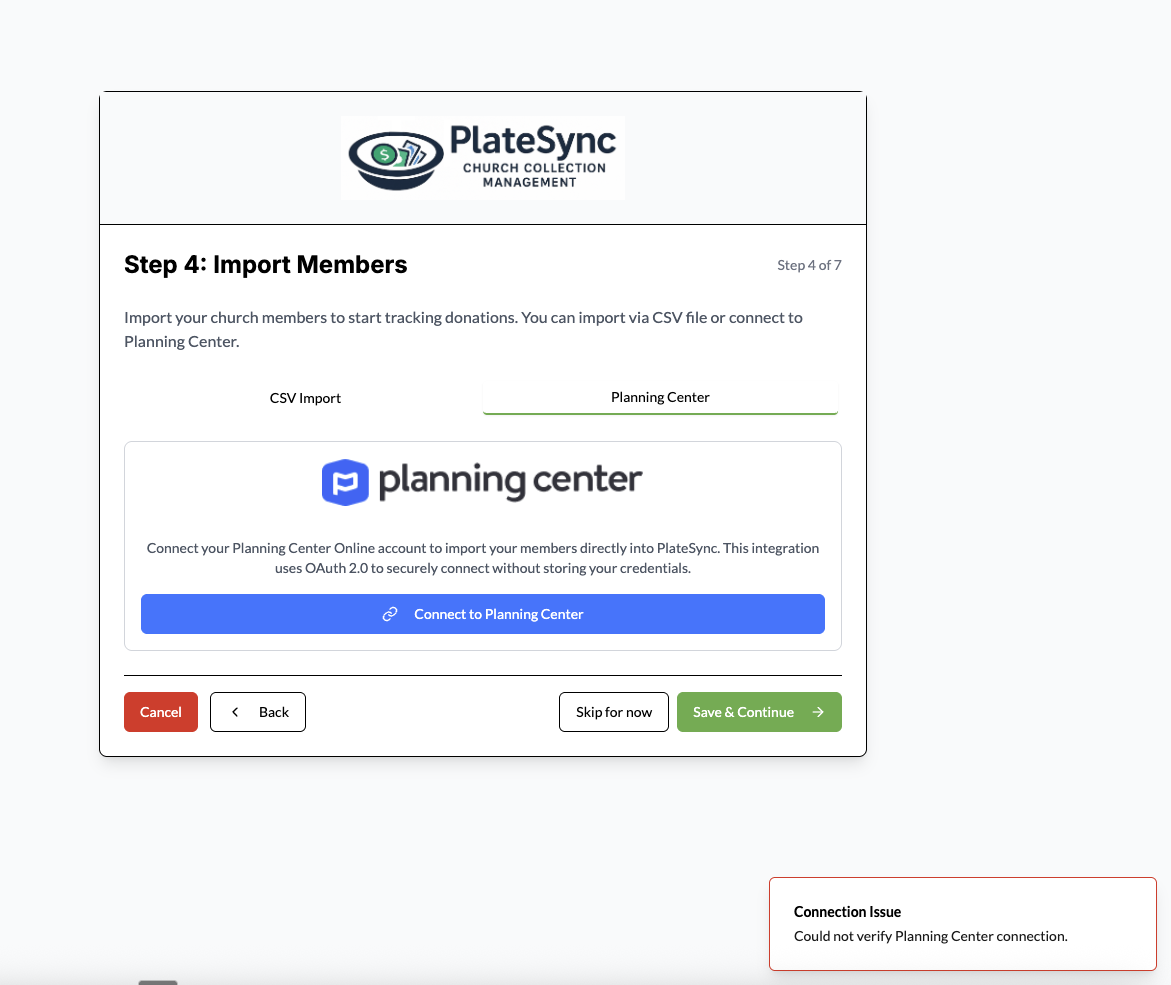 PlateSync
CHURCH COLLECTION
MANAGEMENT
Step 4: Import Members
Step 4 of 7
Import your church members to start tracking donations. You can import via CSV file or connect to
Planning Center.
CSV Import
Planning Center
planning center
Connect your Planning Center Online account to import your members directly into PlateSync. This integration
uses OAuth 2.0 to securely connect without storing your credentials.
Connect to Planning Center
Cancel
Back
Skip for now
Save & Continue
Connection Issue
Could not verify Planning Center connection.